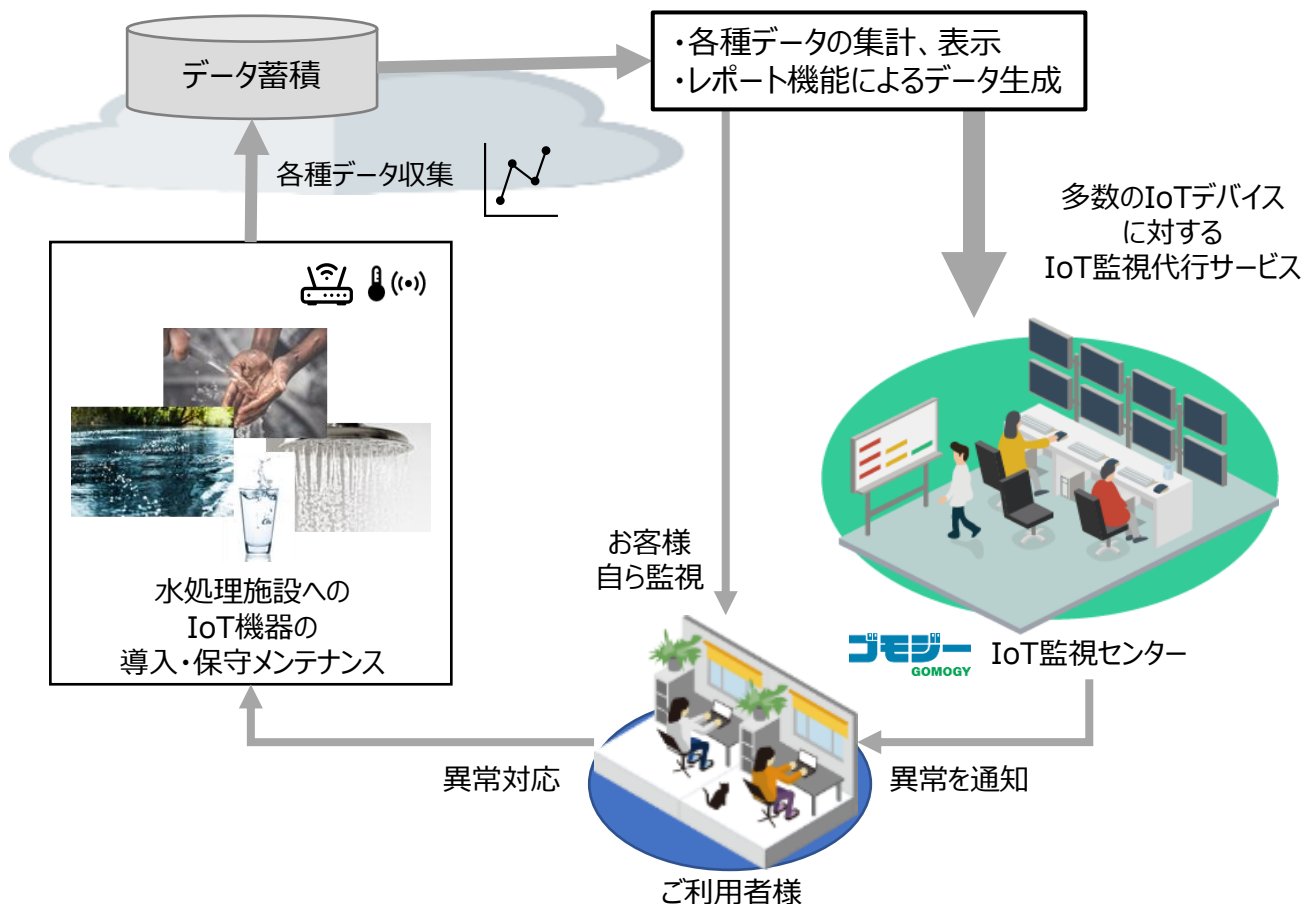 データ蓄積
・各種データの集計、表示
・レポート機能によるデータ生成
各種データ収集
多数のIoTデバイス
に対する
IoT監視代行サービス
水処理施設への
IoT機器の
導入・保守メンテナンス
お客様
自ら監視
ゴモジー
GOMOGY
IoT監視センター
異常対応
異常を通知
ご利用者様